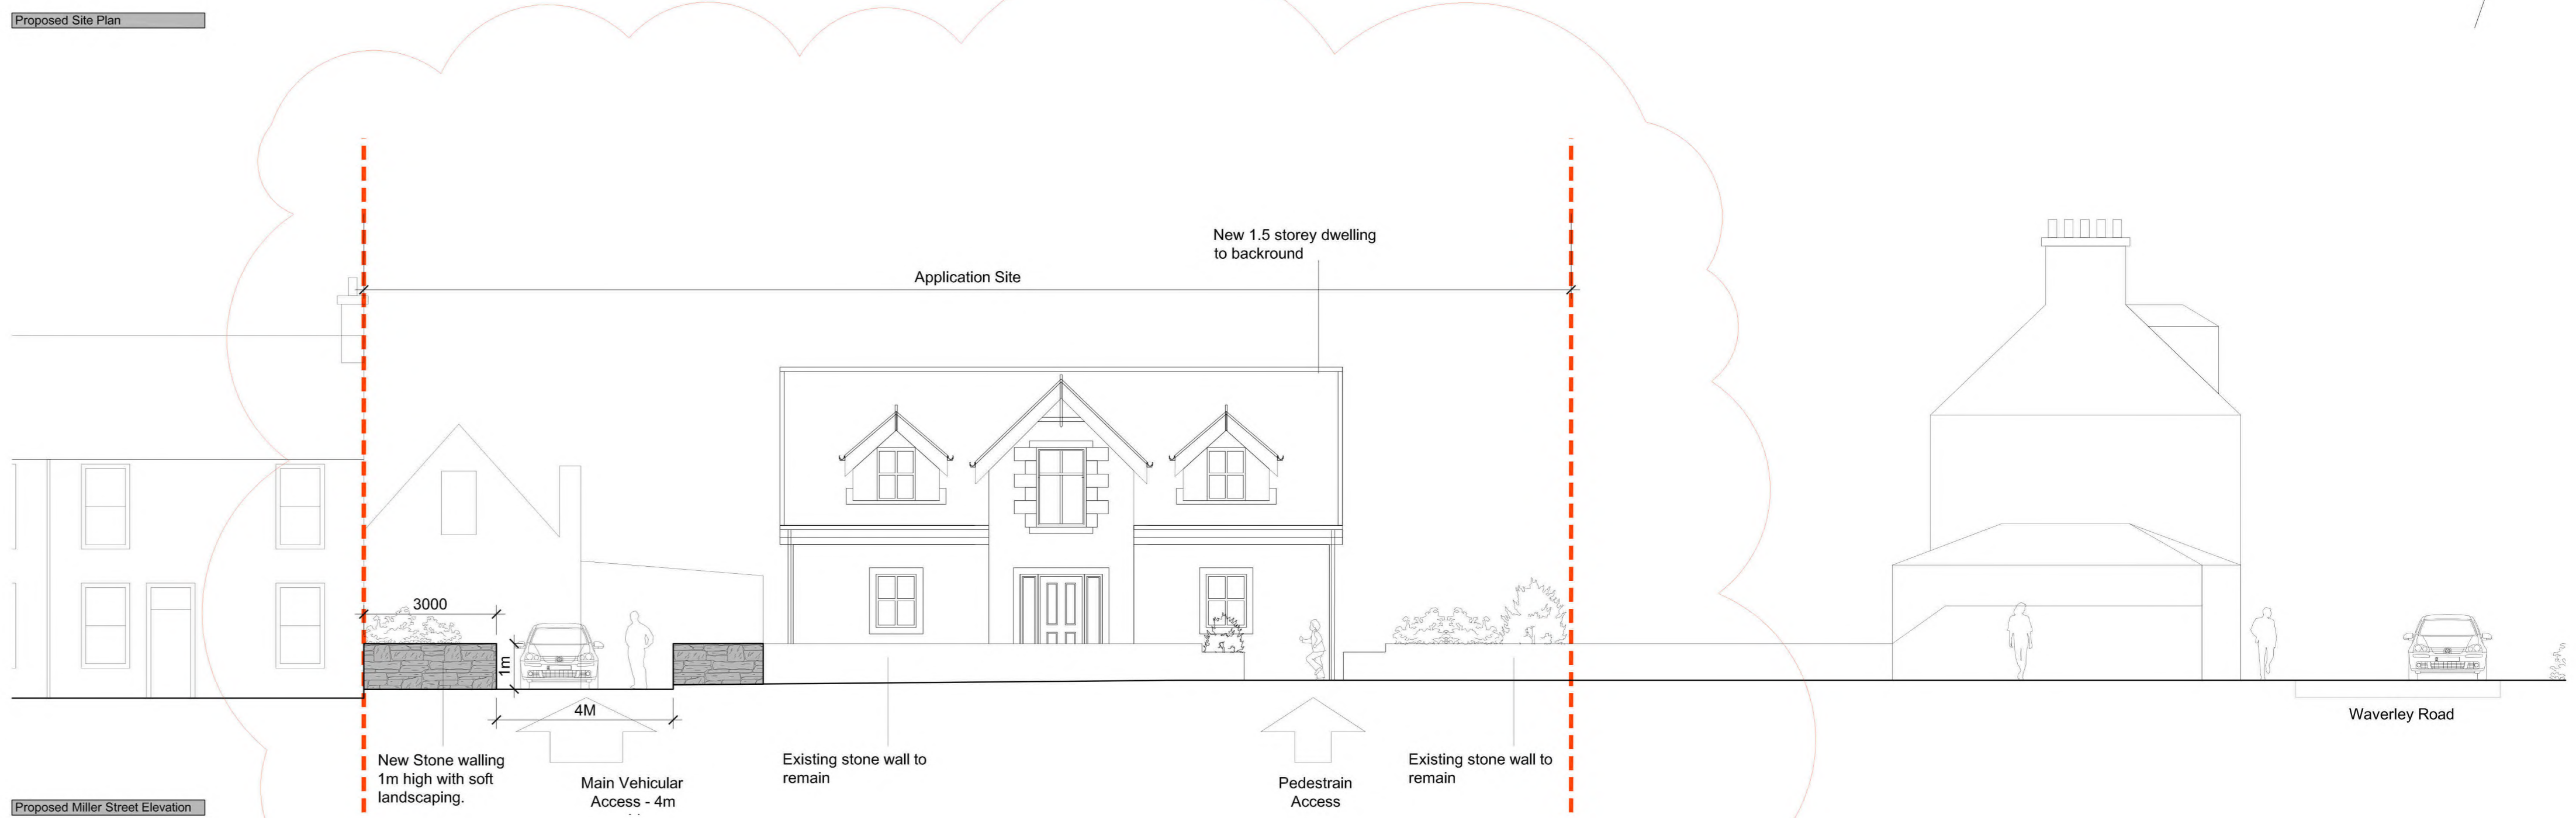 Proposed Site Plan
New 1.5 storey dwelling
to backround
Application Site
3000
1m
4M
Waverley Road
New Stone walling
1m high with soft
landscaping.
Main Vehicular
Access - 4m
Existing stone wall to
remain
Pedestrain
Access
Existing stone wall to
remain
Proposed Miller Street Elevation